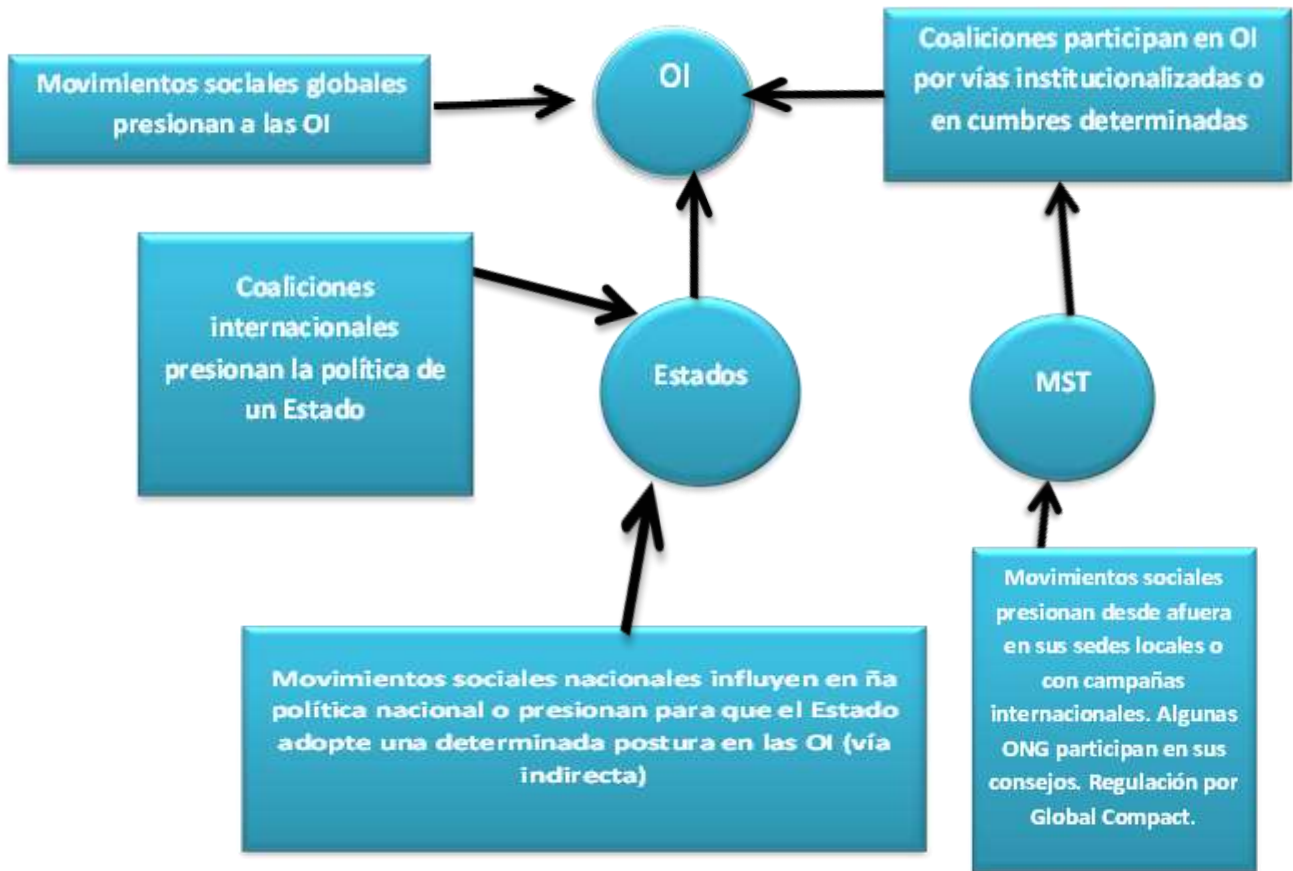 Movimientos sociales globales
presionan a las OI
OI
Coaliciones participan en OI
por vías institucionalizadas o
en cumbres determinadas
Coaliciones
internacionales
presionan la política de
un Estado
Estados
MST
Movimientos sociales nacionales influyen en ña
política nacional o presionan para que el Estado
adopte una determinada postura en las OI (vía
indirecta)
Movimientos sociales
presionan desde afuera
en sus sedes locales o
con campañas
internacionales. Algunas
ONG participan en sus
consejos. Regulación por
Global Compact.